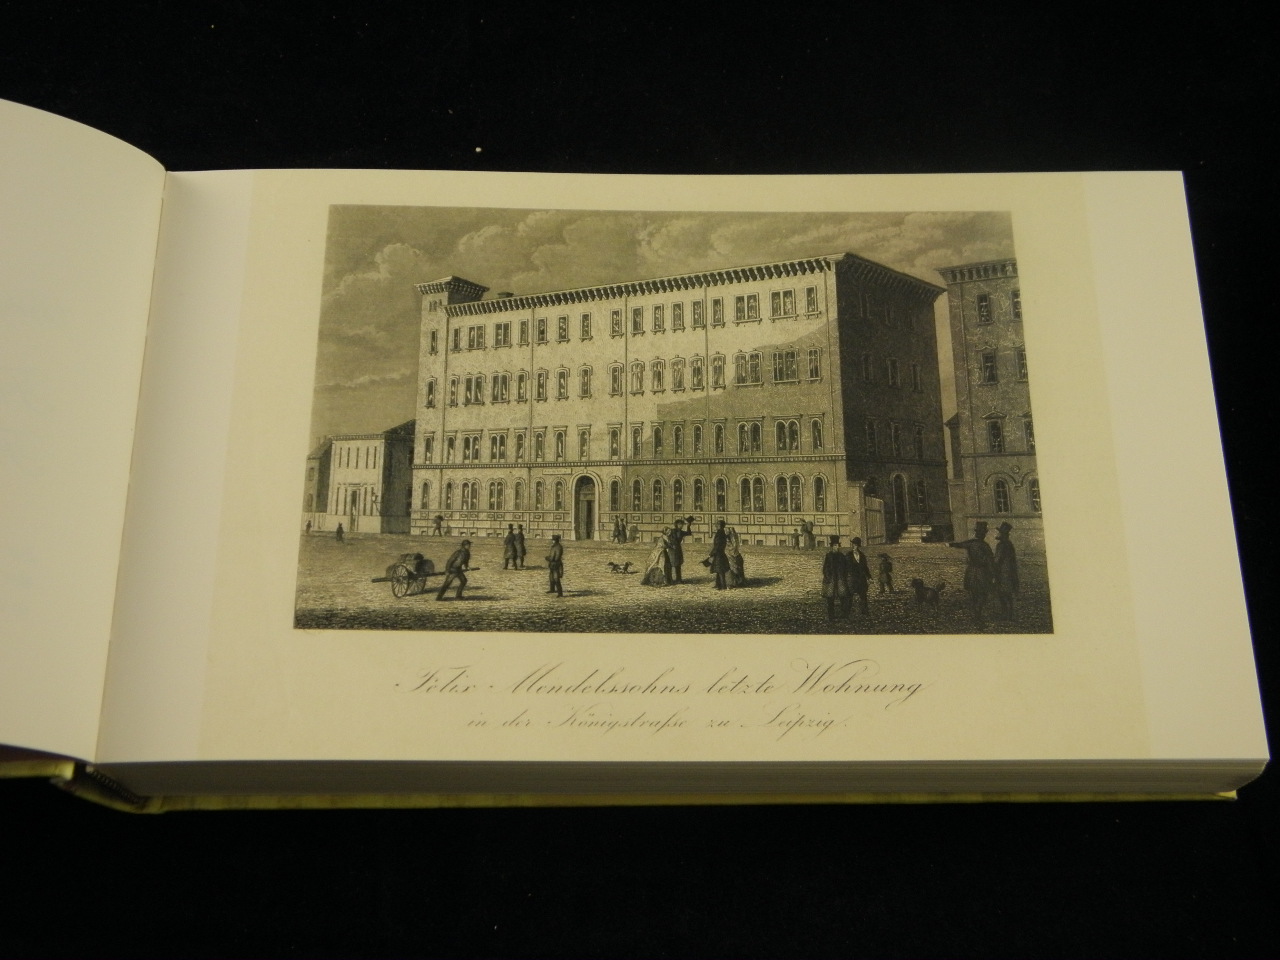 Felix Mendelssohns letzte Wohnung
in der Königstraße zu Leipzig.